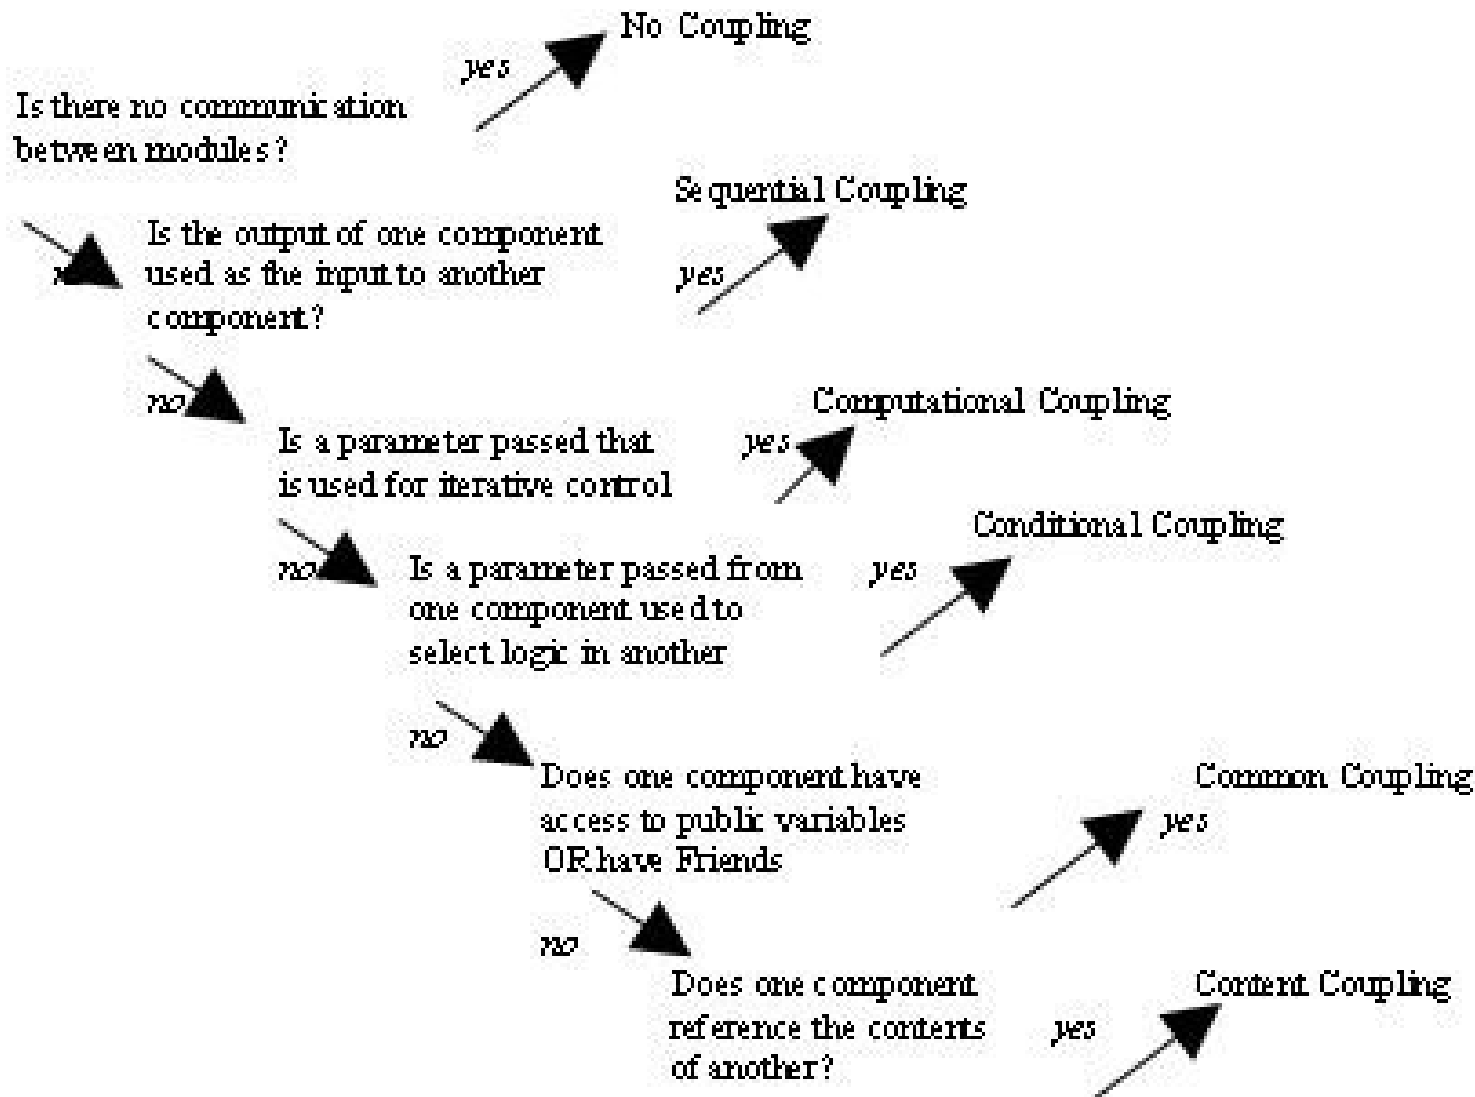 No Coupling
yes
Is there no communication
between modules?
Sequential Coupling
Is the output of one component
used as the input to another
component?
yes
no
Computational Coupling
Is a parameter passed that
is used for iterative control
yes
Conditional Coupling
no
Is a parameter passed from
one component used to
select logic in another
yes
no
Does one component have
access to public variables
OR have Friends
Common Coupling
yes
no
Does one component
reference the contents
of another?
Content Coupling
yes